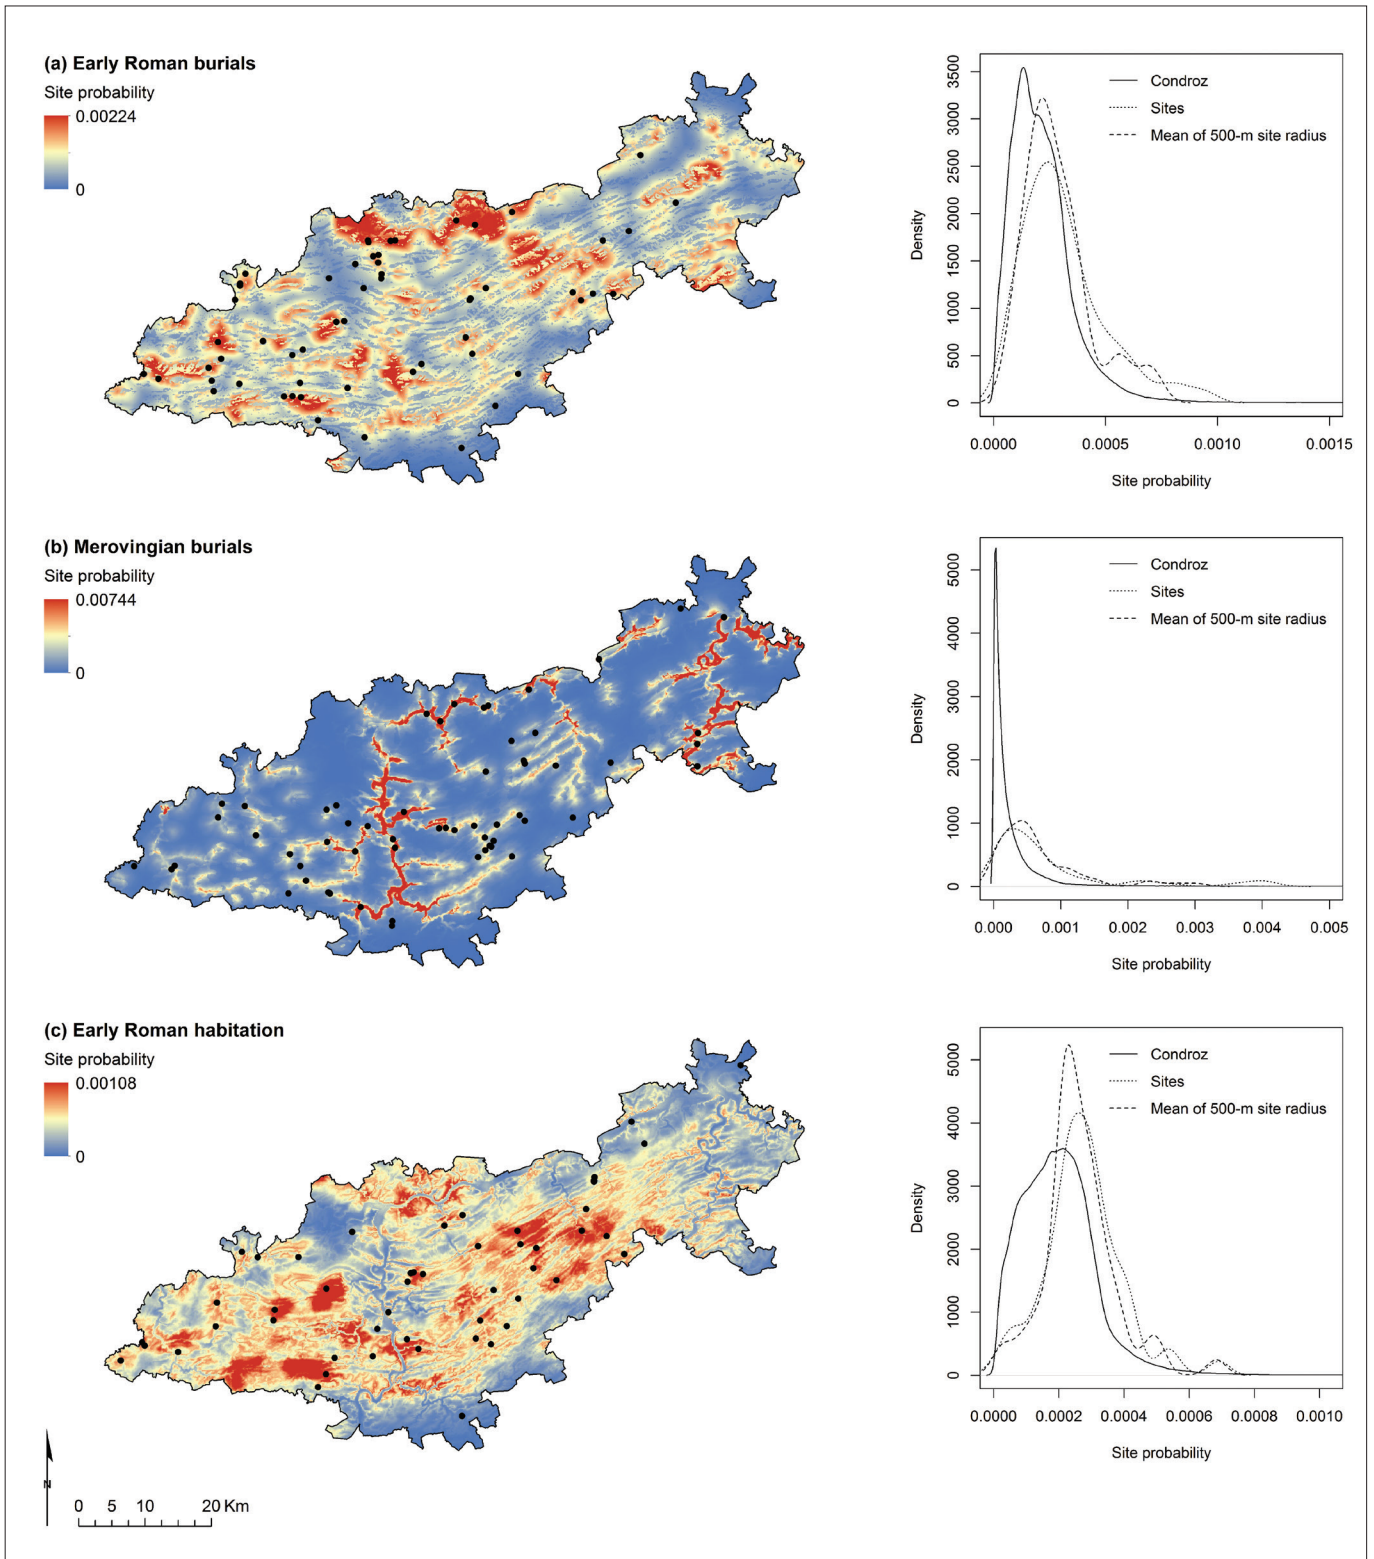 (a) Early Roman burials
Site probability
0.00224
0
3500
3000
2500
2000
1500
1000
500
0
Density
Condroz
Sites
Mean of 500-m site radius
0.0000 0.0005 0.0010 0.0015
Site probability
(b) Merovingian burials
Site probability
0.00744
0
5000
4000
3000
2000
1000
0
Density
Condroz
Sites
Mean of 500-m site radius
0.000 0.001 0.002 0.003 0.004 0.005
Site probability
(c) Early Roman habitation
Site probability
0.00108
0
5000
4000
3000
2000
1000
0
Density
Condroz
Sites
Mean of 500-m site radius
0.0000 0.0002 0.0004 0.0006 0.0008 0.0010
Site probability
N
0 5 10 20 Km